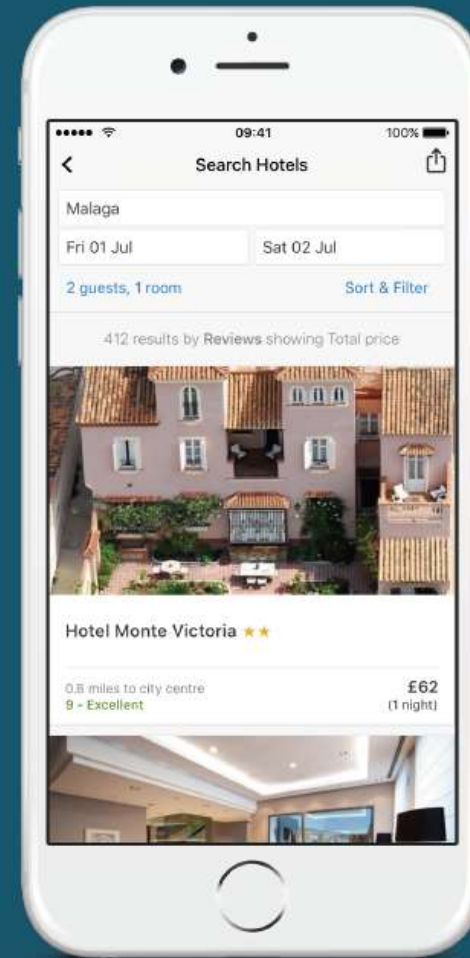 09:41
100%
Search Hotels
Malaga
Fri 01 Jul
Sat 02 Jul
2 guests, 1 room
Sort & Filter
412 results by Reviews showing Total price
Hotel Monte Victoria
0.8 miles to city centre
£62
9 - Excellent
(1 night)